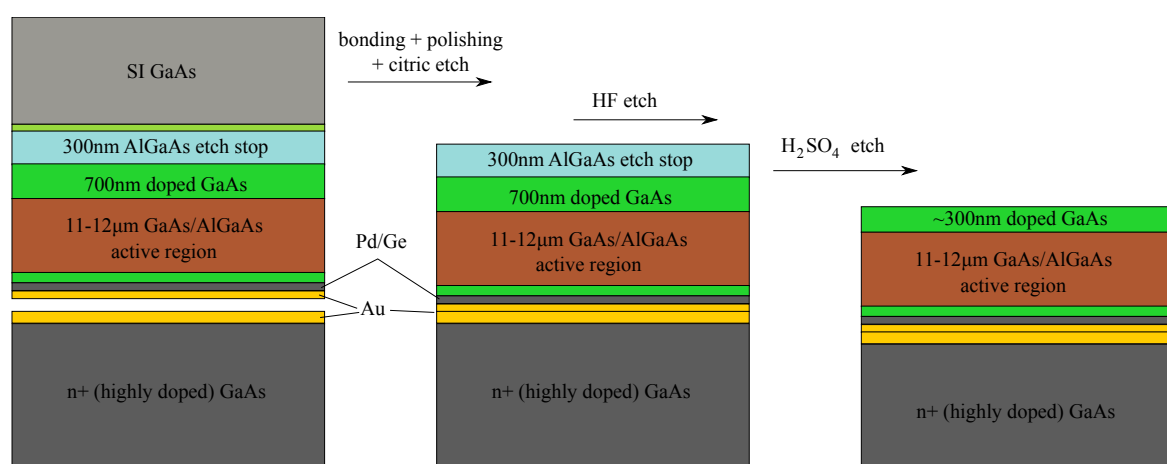 SI GaAs
300nm AlGaAs etch stop
700nm doped GaAs
11-12μm GaAs/AlGaAs
active region
n+ (highly doped) GaAs
bonding + polishing
+ citric etch
Pd/Ge
Au
HF etch
300nm AlGaAs etch stop
700nm doped GaAs
11-12μm GaAs/AlGaAs
active region
n+ (highly doped) GaAs
H₂SO₄ etch
~300nm doped GaAs
11-12μm GaAs/AlGaAs
active region
n+ (highly doped) GaAs